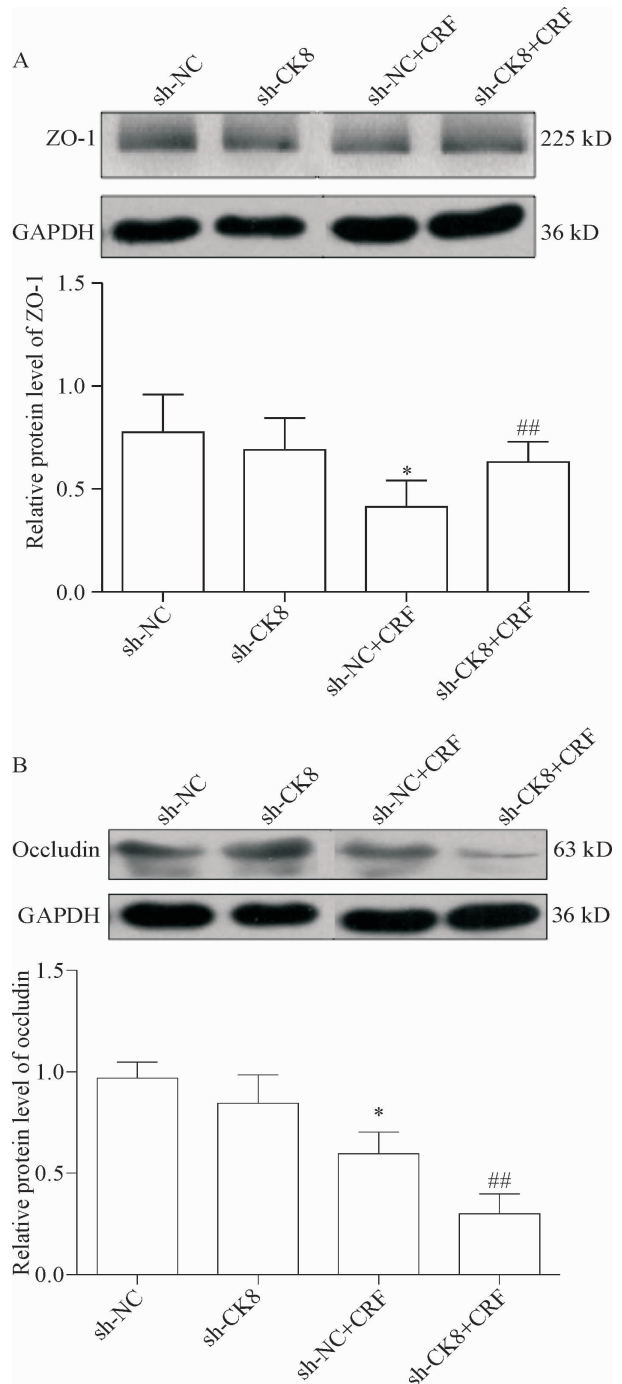 A
sh-NC
sh-CK8
sh-NC+CRF
sh-CK8+CRF
ZO-1
225 kD
GAPDH
36 kD
Relative protein level of ZO-1
1.5
1.0
0.5
0.0
*
##
sh-NC
sh-CK8
sh-NC+CRF
sh-CK8+CRF
B
sh-NC
sh-CK8
sh-NC+CRF
sh-CK8+CRF
Occludin
63 kD
GAPDH
36 kD
Relative protein level of occludin
1.5
1.0
0.5
0.0
*
##
sh-NC
sh-CK8
sh-NC+CRF
sh-CK8+CRF